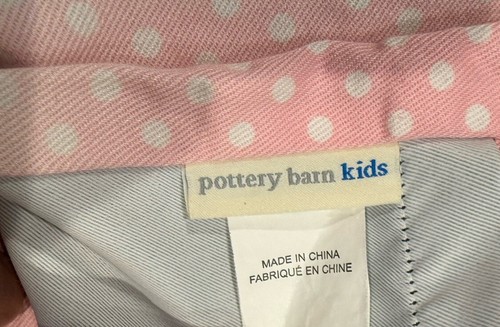 pottery barn kids
MADE IN CHINA
FABRIQUÉ EN CHINE